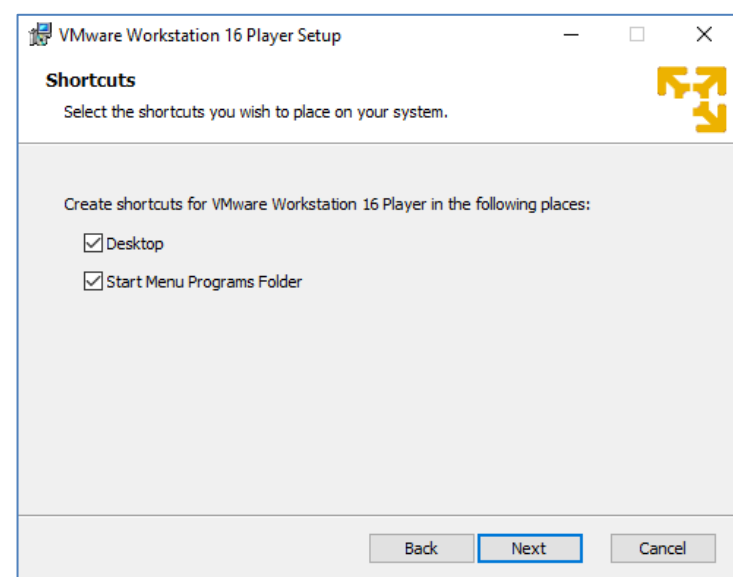 VMware Workstation 16 Player Setup
Shortcuts
Select the shortcuts you wish to place on your system.
Create shortcuts for VMware Workstation 16 Player in the following places:
Desktop
Start Menu Programs Folder
Back Next Cancel